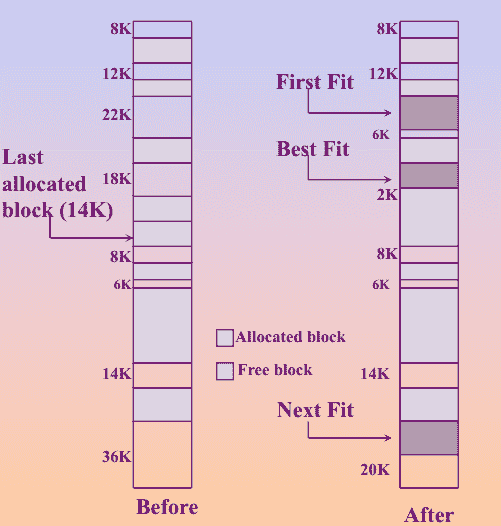 8K
12K
22K
Last
allocated
block (14K)
18K
8K
6K
14K
36K
Before
Allocated block
Free block
8K
12K
First Fit
6K
Best Fit
2K
8K
6K
14K
Next Fit
20K
After